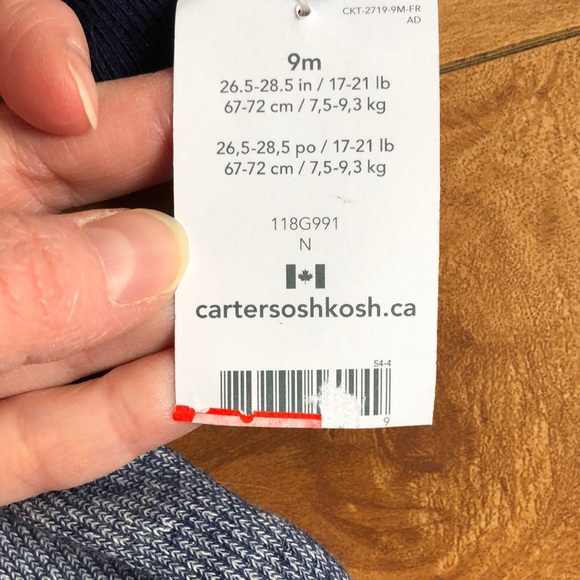 CKT-2719-9M-FR
AD
9m
26.5-28.5 in / 17-21 lb
67-72 cm / 7,5-9,3 kg
26,5-28,5 po / 17-21 lb
67-72 cm / 7,5-9,3 kg
118G991
N
cartersoshkosh.ca
S4-4
9